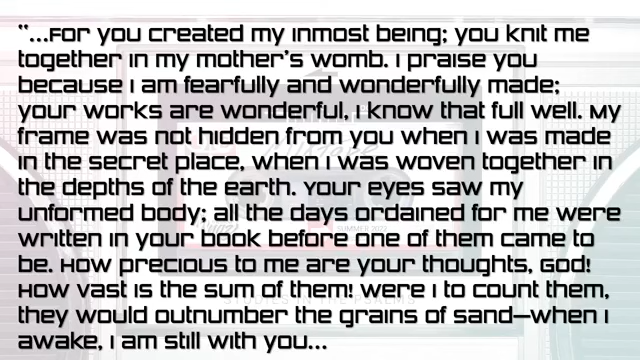 “...For you created my inmost being; you knit me
together in my mother’s womb. I praise you
because I am fearfully and wonderfully made;
your works are wonderful, I know that full well. My
frame was not hidden from you when I was made
in the secret place, when I was woven together in
the depths of the earth. Your eyes saw my
unformed body; all the days ordained for me were
written in your book before one of them came to
be. How precious to me are your thoughts, God!
How vast is the sum of them! Were I to count them,
they would outnumber the grains of sand—when I
awake, I am still with you...
SUMMER
STUDIES IN THE PSALMS